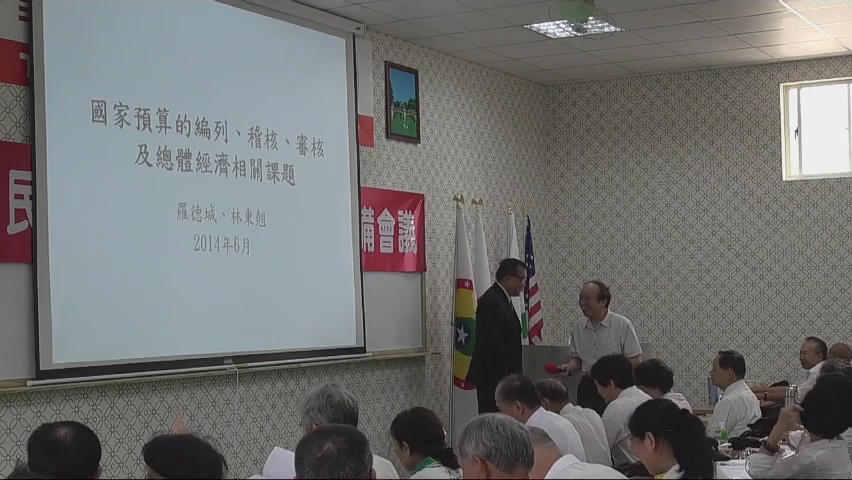 國家預算的編列、稽核、審核
及總體經濟相關課題
羅德城、林東翹
2014年6月
民
備會議